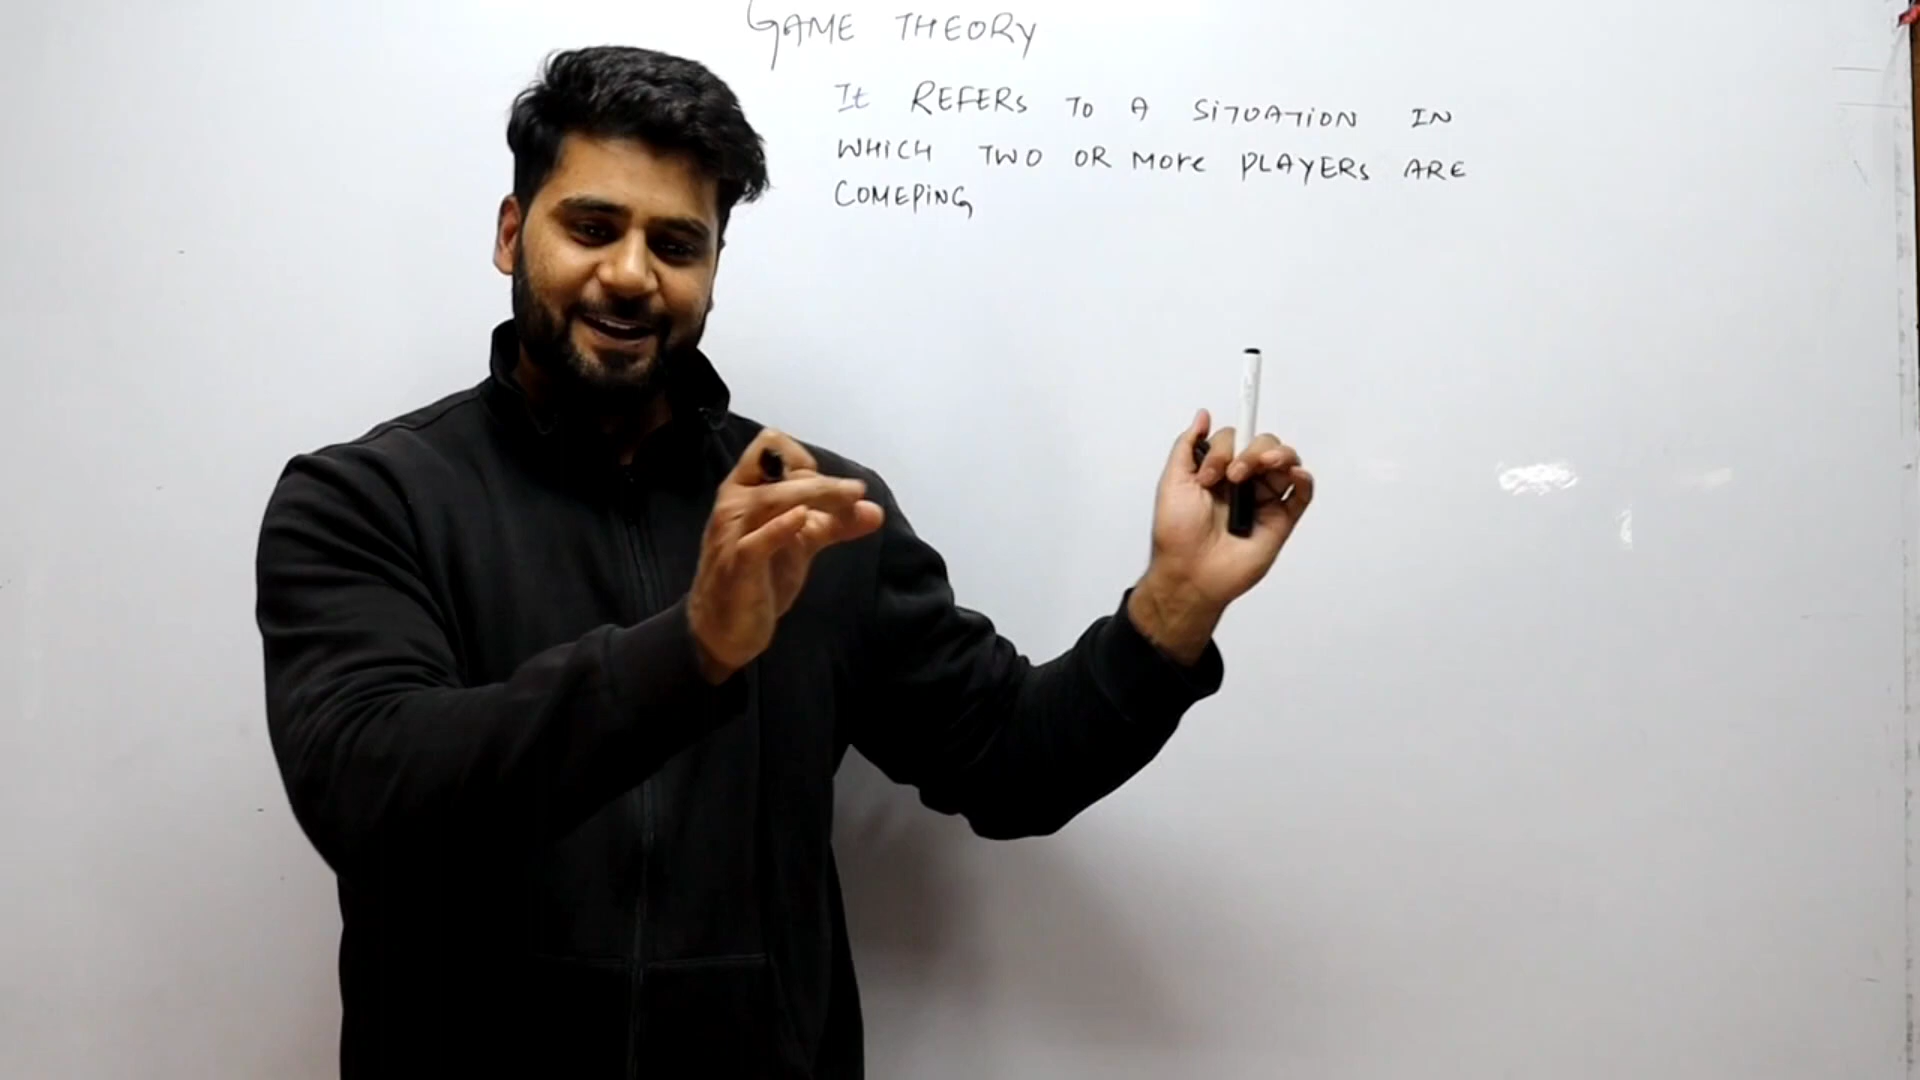 GAME THEORY
It REFERS TO A SITUATION IN
WHICH TWO OR MORE PLAYERS ARE
COMEPING